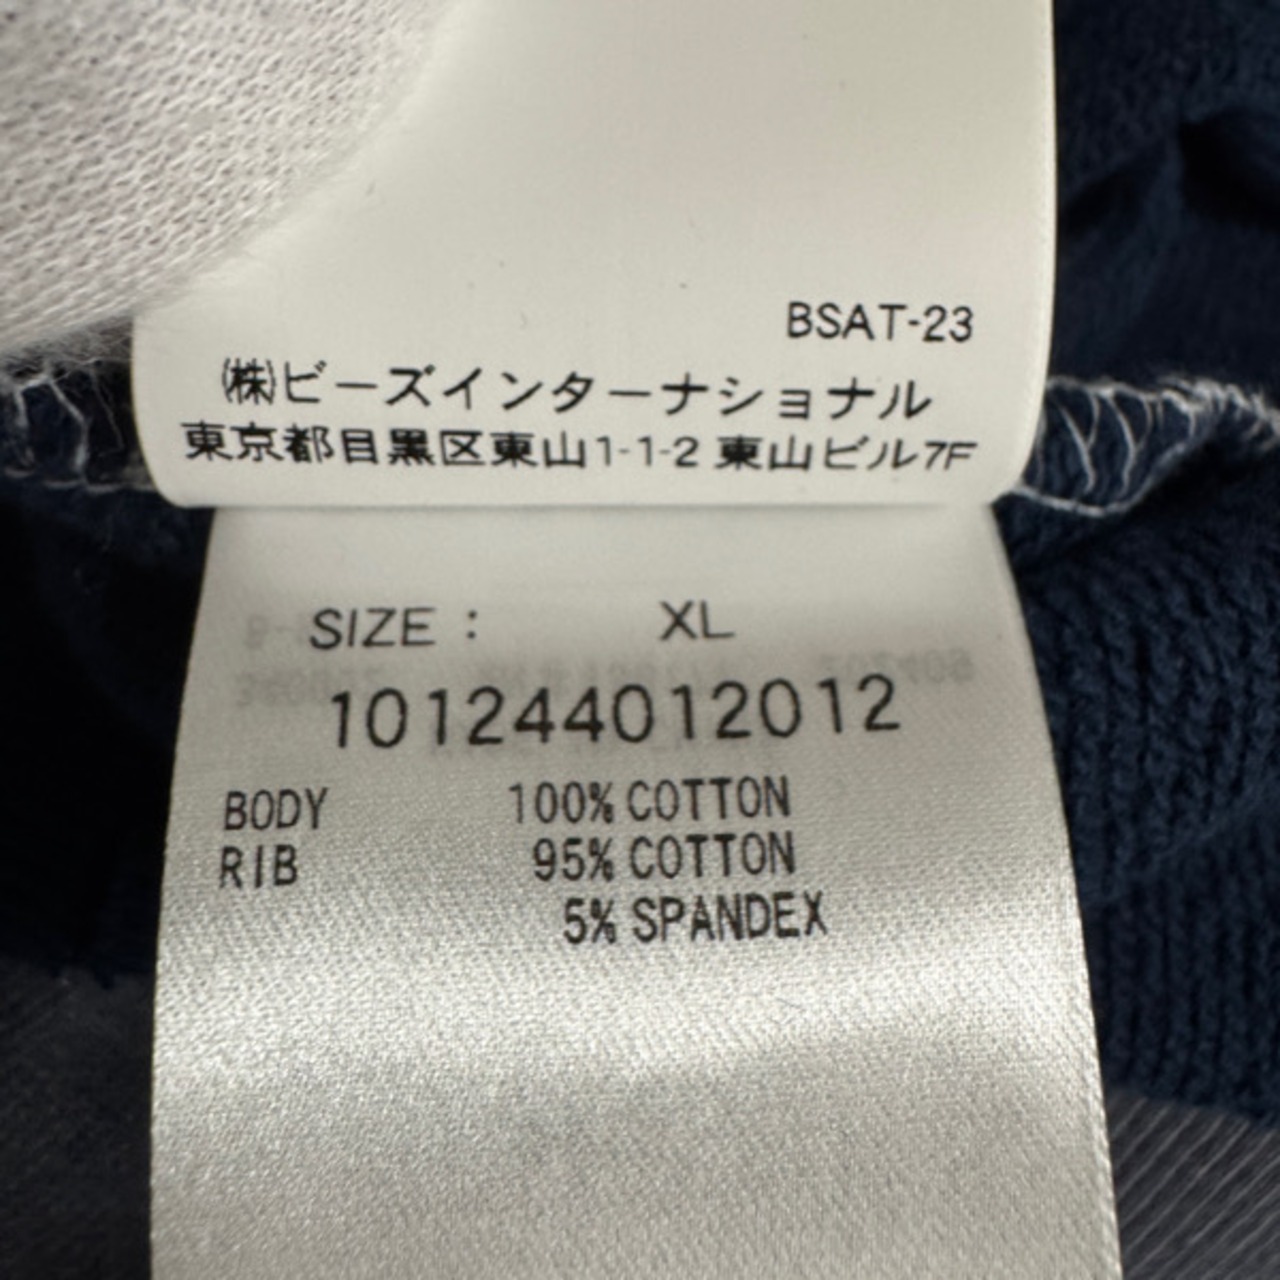 BSAT-23
㈱ビーズインターナショナル
東京都目黒区東山1-1-2 東山ビル7F
SIZE : XL
101244012012
BODY 100% COTTON
RIB 95% COTTON
5% SPANDEX